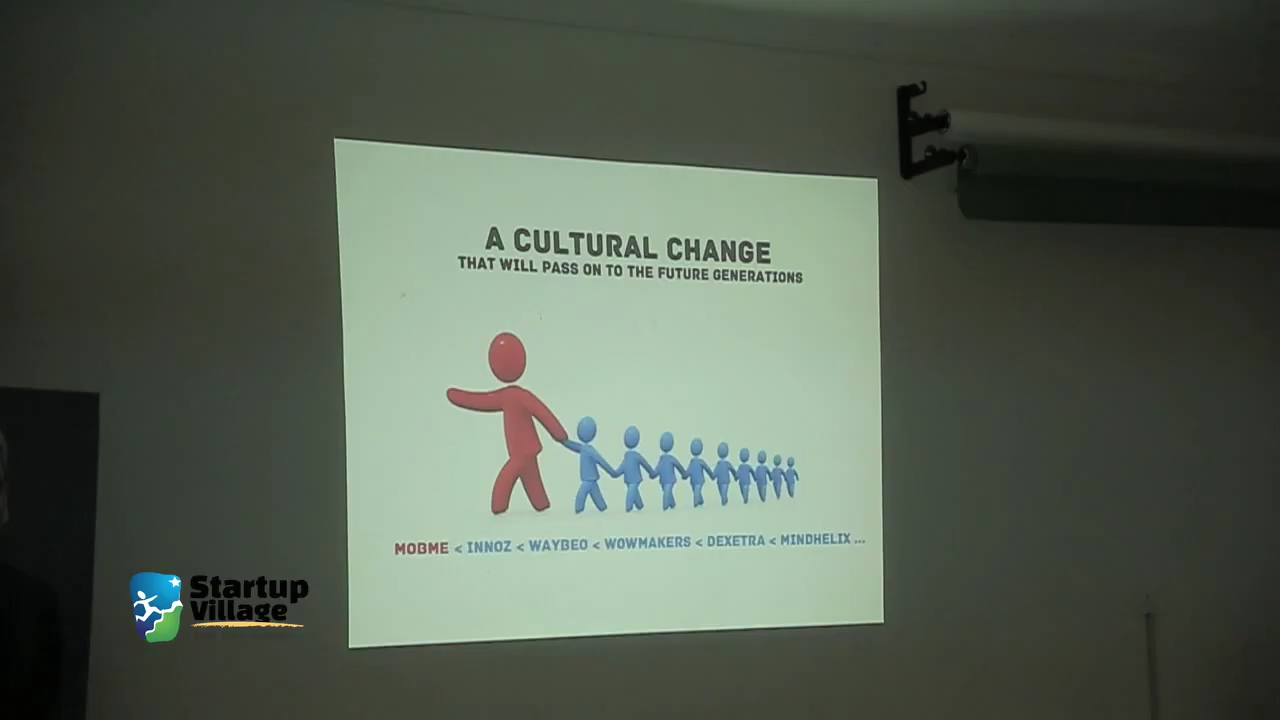 A CULTURAL CHANGE
THAT WILL PASS ON TO THE FUTURE GENERATIONS
MOBME < INNOZ < WAYBEO < WOWMAKERS < DEXETRA < MINDHELIX ...
Startup
Village